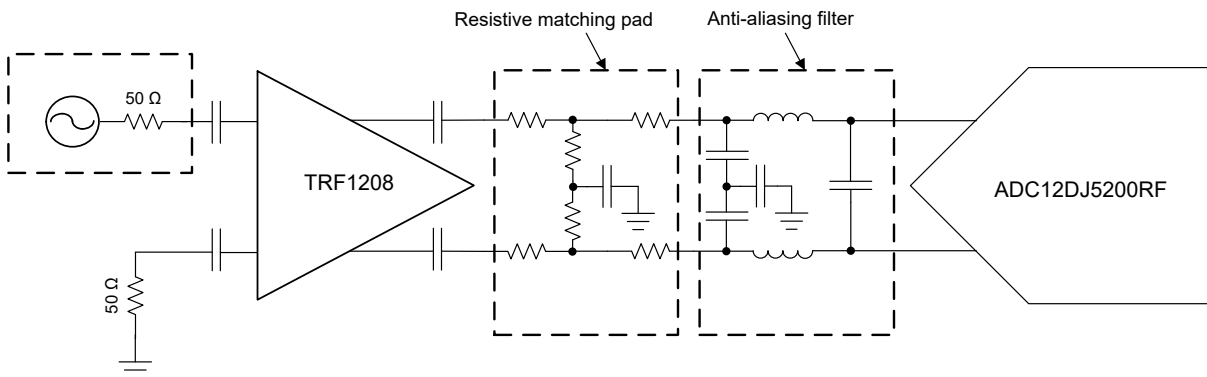 Resistive matching pad
Anti-aliasing filter
50 Ω
TRF1208
ADC12DJ5200RF
50 Ω